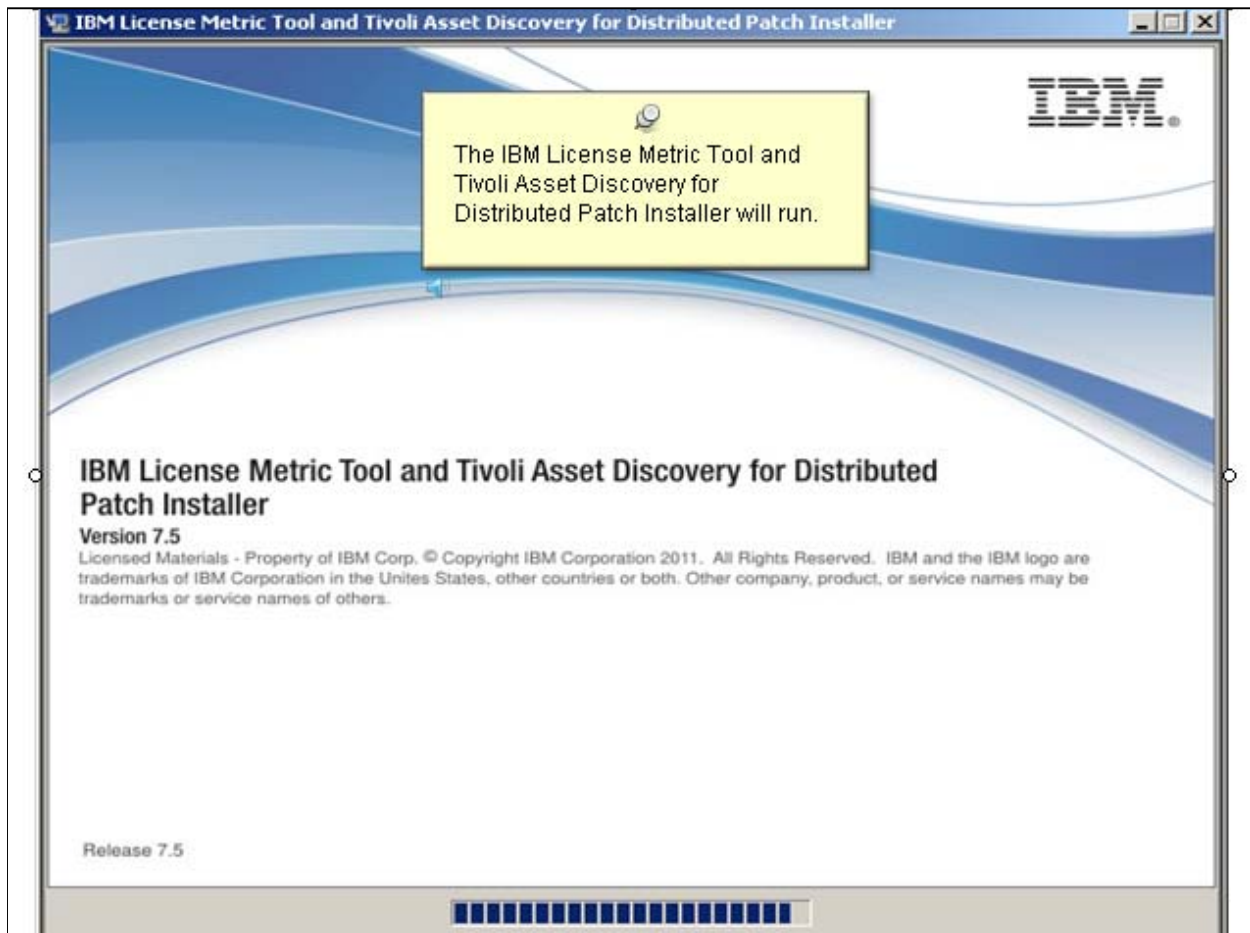 IBM License Metric Tool and Tivoli Asset Discovery for Distributed Patch Installer
IBM®
The IBM License Metric Tool and
Tivoli Asset Discovery for
Distributed Patch Installer will run.
IBM License Metric Tool and Tivoli Asset Discovery for Distributed
Patch Installer
Version 7.5
Licensed Materials - Property of IBM Corp. © Copyright IBM Corporation 2011.  All Rights Reserved.  IBM and the IBM logo are
trademarks of IBM Corporation in the Unites States, other countries or both. Other company, product, or service names may be
trademarks or service names of others.
Release 7.5